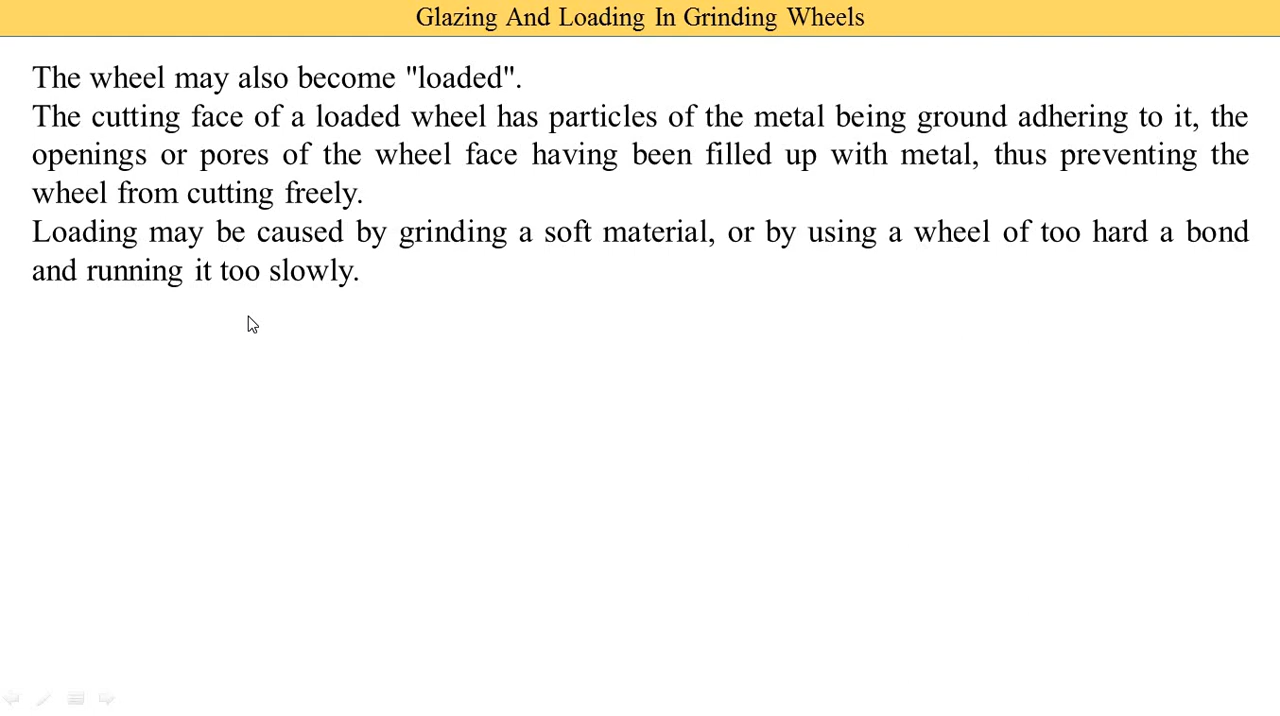 Glazing And Loading In Grinding Wheels
The wheel may also become "loaded".
The cutting face of a loaded wheel has particles of the metal being ground adhering to it, the
openings or pores of the wheel face having been filled up with metal, thus preventing the
wheel from cutting freely.
Loading may be caused by grinding a soft material, or by using a wheel of too hard a bond
and running it too slowly.